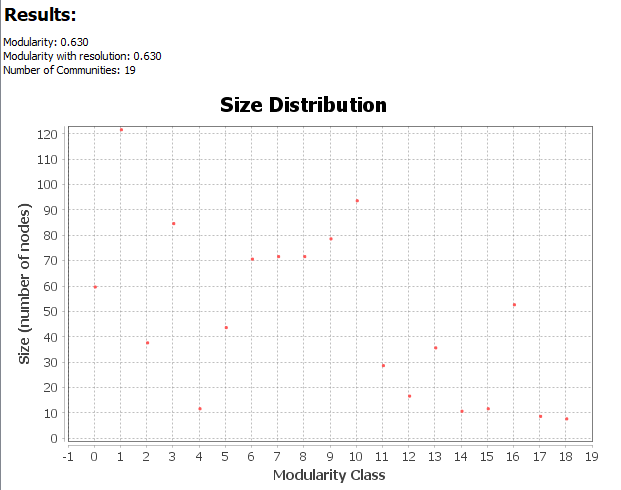 Results:
Modularity: 0.630
Modularity with resolution: 0.630
Number of Communities: 19
Size Distribution
120
110
100
90
80
70
60
50
40
30
20
10
0
Size (number of nodes)
-1 0 1 2 3 4 5 6 7 8 9 10 11 12 13 14 15 16 17 18 19
Modularity Class